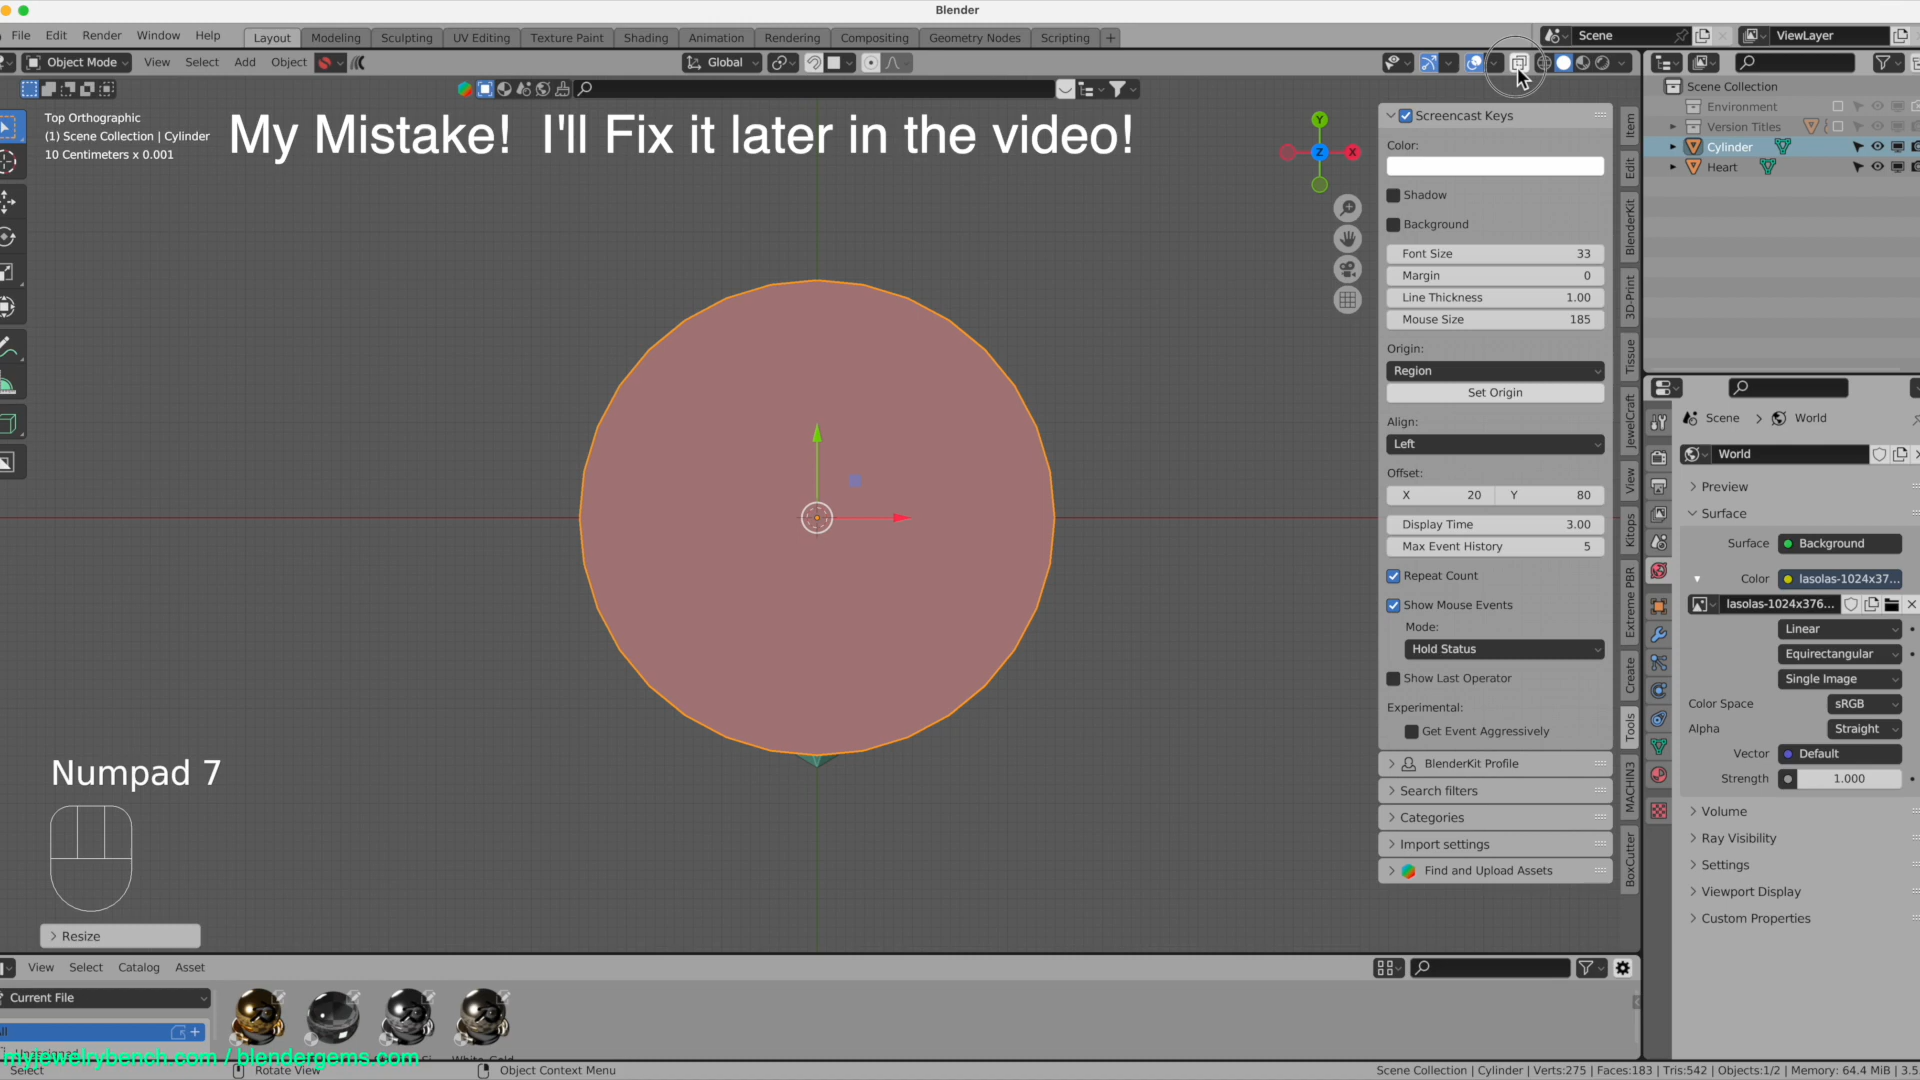 Blender
File Edit Render Window Help
Layout Modeling Sculpting UV Editing Texture Paint Shading Animation Rendering Compositing Geometry Nodes Scripting +
Scene
ViewLayer
Object Mode View Select Add Object
Global
Top Orthographic
(1) Scene Collection | Cylinder
10 Centimeters x 0.001
My Mistake! I'll Fix it later in the video!
Y
X
Z
Screencast Keys
Color:
Shadow
Background
Font Size 33
Margin 0
Line Thickness 1.00
Mouse Size 185
Origin:
Region
Set Origin
Align:
Left
Offset:
X 20 Y 80
Display Time 3.00
Max Event History 5
Repeat Count
Show Mouse Events
Mode:
Hold Status
Show Last Operator
Experimental:
Get Event Aggressively
BlenderKit Profile
Search filters
Categories
Import settings
Find and Upload Assets
Item
Edit
BlenderKit
3D-Print
Tissue
JewelCraft
View
Kitops
Extreme PBR
Create
Tools
MACHIN3
BoxCutter
Scene Collection
Environment
Version Titles
Cylinder
Heart
Scene > World
World
Preview
Surface
Surface Background
Color lasolas-1024x37...
lasolas-1024x376...
Linear
Equirectangular
Single Image
Color Space sRGB
Alpha Straight
Vector Default
Strength 1.000
Volume
Ray Visibility
Settings
Viewport Display
Custom Properties
Numpad 7
Resize
View Select Catalog Asset
Current File
myjewelrybench.com / blendergems.com
Select
Rotate View
Object Context Menu
Scene Collection | Cylinder | Verts:275 | Faces:183 | Tris:542 | Objects:1/2 | Memory: 64.4 MiB | 3.5